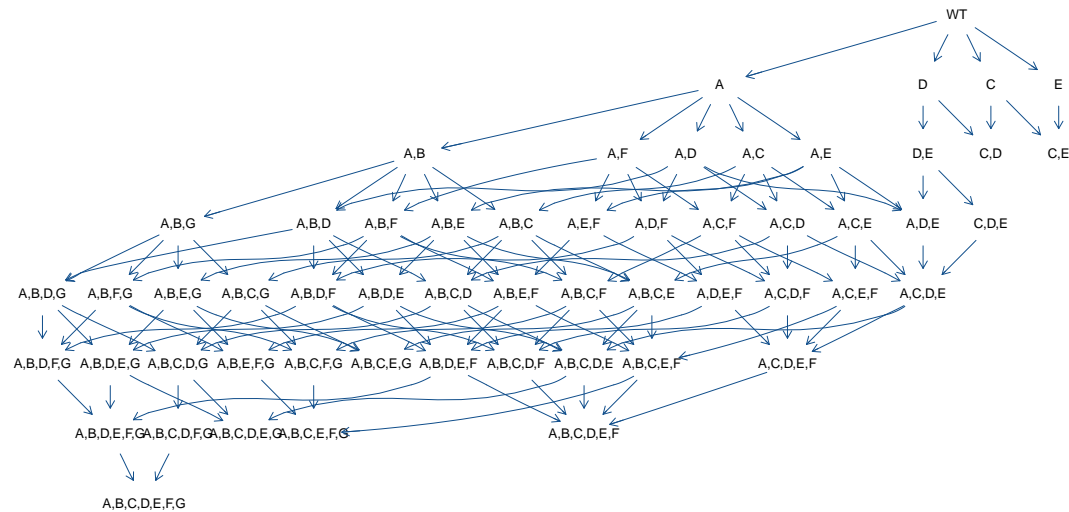 WT
A D C E
A,B A,F A,D A,C A,E D,E C,D C,E
A,B,G A,B,D A,B,F A,B,E A,B,C A,E,F A,D,F A,C,F A,C,D A,C,E A,D,E C,D,E
A,B,D,G A,B,F,G A,B,E,G A,B,C,G A,B,D,F A,B,D,E A,B,C,D A,B,E,F A,B,C,F A,B,C,E A,D,E,F A,C,D,F A,C,E,F A,C,D,E
A,B,D,F,G A,B,D,E,G A,B,C,D,G A,B,E,F,G A,B,C,F,G A,B,C,E,G A,B,D,E,F A,B,C,D,F A,B,C,D,E A,B,C,E,F A,C,D,E,F
A,B,D,E,F,G A,B,C,D,F,G A,B,C,D,E,G A,B,C,E,F,G A,B,C,D,E,F
A,B,C,D,E,F,G